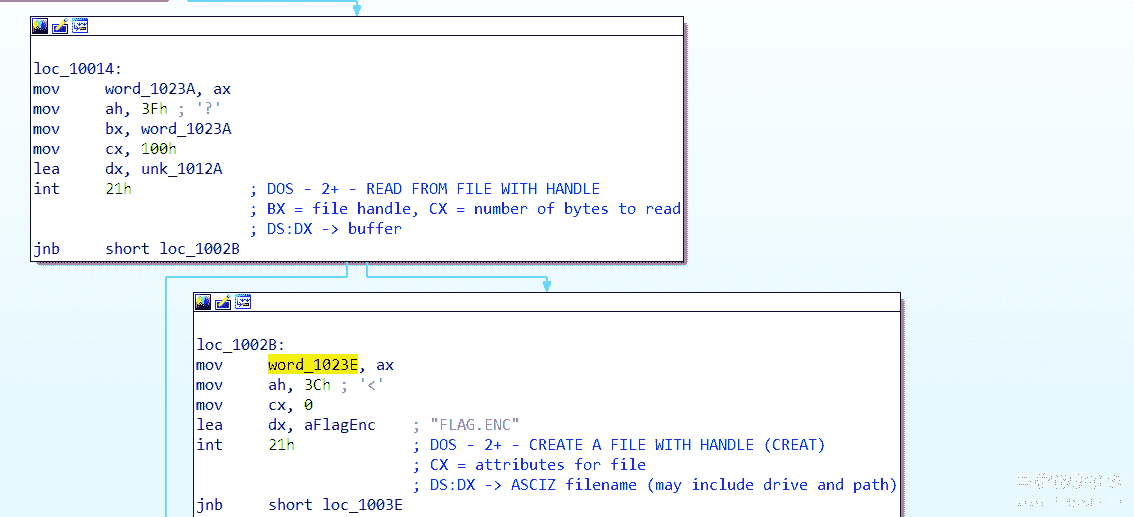 loc_10014:
mov word_1023A, ax
mov ah, 3Fh ; '?'
mov bx, word_1023A
mov cx, 100h
lea dx, unk_1012A
int 21h ; DOS - 2+ - READ FROM FILE WITH HANDLE
; BX = file handle, CX = number of bytes to read
; DS:DX -> buffer
jnb short loc_1002B
loc_1002B:
mov word_1023E, ax
mov ah, 3Ch ; '<'
mov cx, 0
lea dx, aFlagEnc ; "FLAG.ENC"
int 21h ; DOS - 2+ - CREATE A FILE WITH HANDLE (CREAT)
; CX = attributes for file
; DS:DX -> ASCIZ filename (may include drive and path)
jnb short loc_1003E